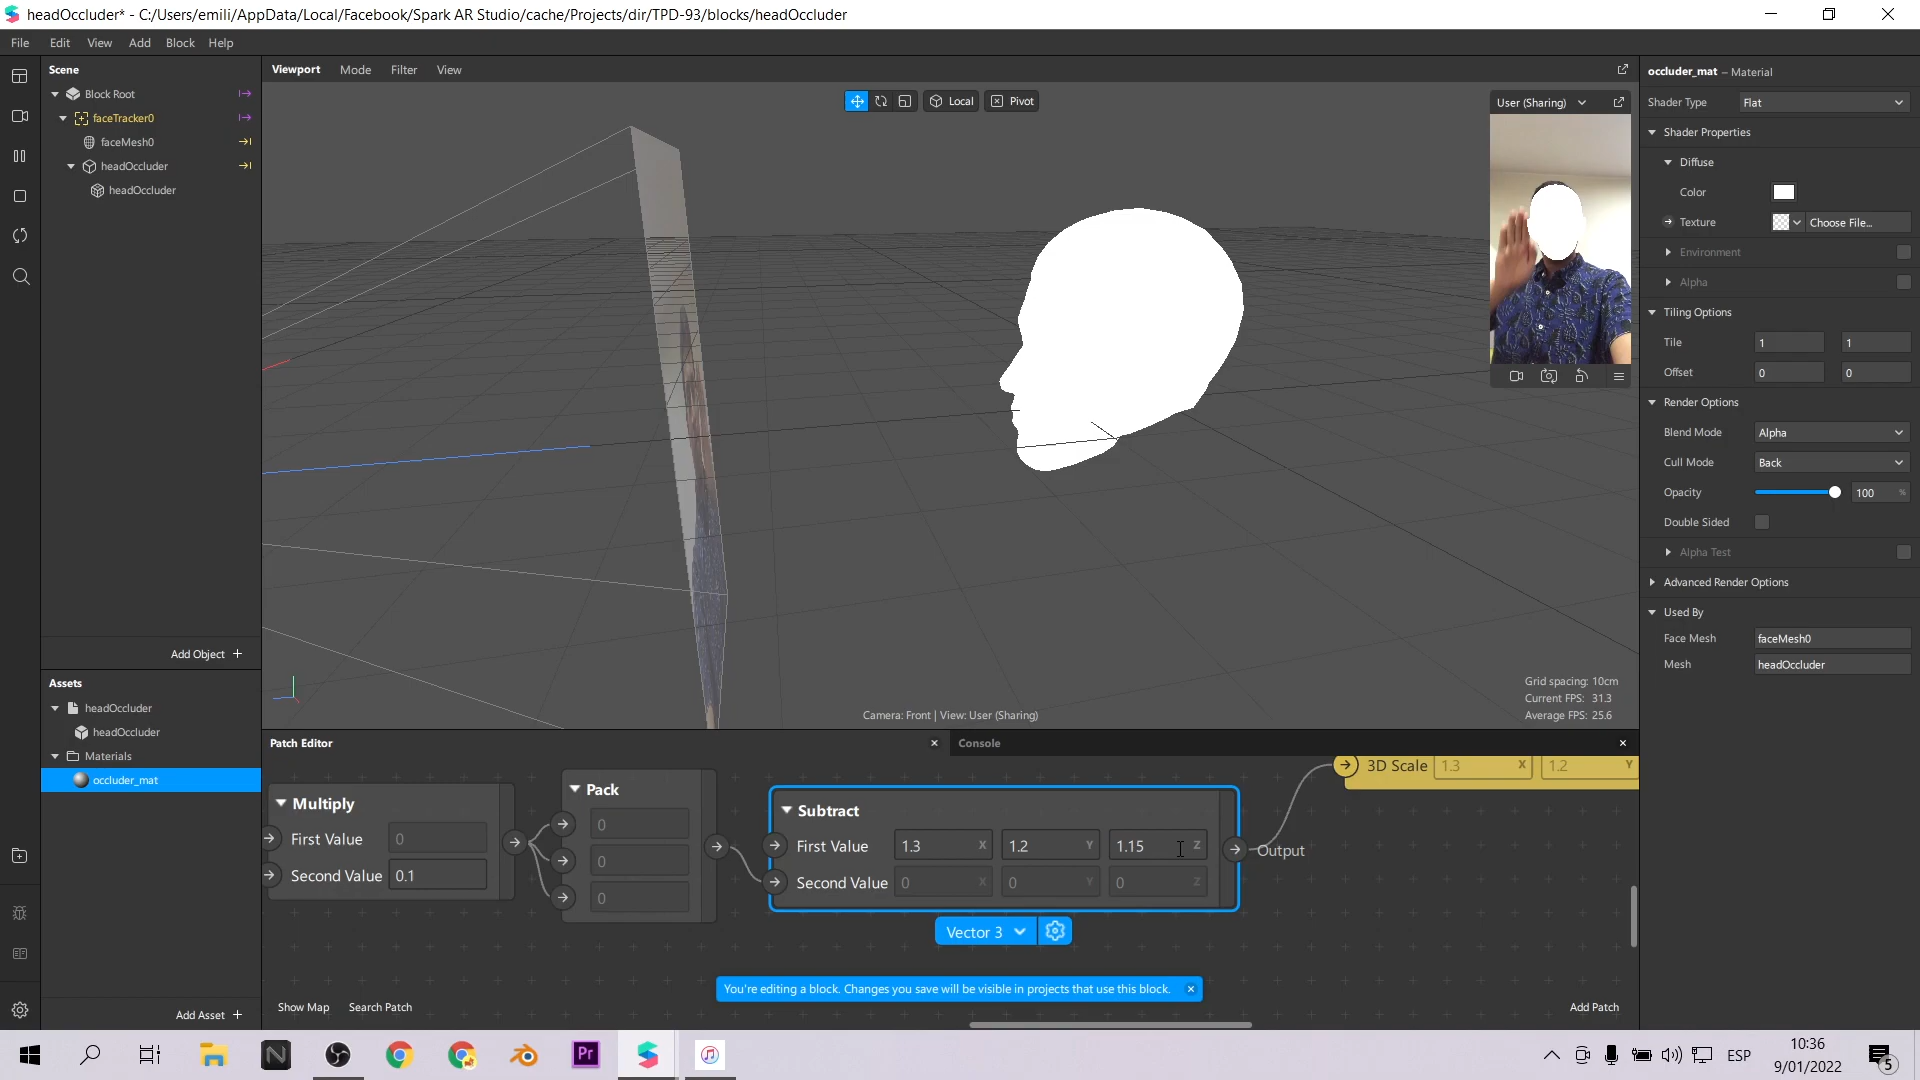 headOccluder* - C:/Users/emili/AppData/Local/Facebook/Spark AR Studio/cache/Projects/dir/TPD-93/blocks/headOccluder
File Edit View Add Block Help
Scene
Block Root
faceTracker0
faceMesh0
headOccluder
headOccluder
Add Object +
Assets
headOccluder
headOccluder
Materials
occluder_mat
Add Asset +
Viewport Mode Filter View
Local Pivot
User (Sharing)
Grid spacing: 10cm
Current FPS: 31.3
Average FPS: 25.6
Camera: Front | View: User (Sharing)
Patch Editor
Console
Multiply
First Value 0
Second Value 0.1
Pack
0
0
0
Subtract
First Value 1.3 X 1.2 Y 1.15 Z
Second Value 0 X 0 Y 0 Z
Output
Vector 3
3D Scale 1.3 X 1.2 Y
You're editing a block. Changes you save will be visible in projects that use this block.
Show Map Search Patch
Add Patch
occluder_mat – Material
Shader Type Flat
Shader Properties
Diffuse
Color
Texture Choose File...
Environment
Alpha
Tiling Options
Tile 1 1
Offset 0 0
Render Options
Blend Mode Alpha
Cull Mode Back
Opacity 100 %
Double Sided
Alpha Test
Advanced Render Options
Used By
Face Mesh faceMesh0
Mesh headOccluder
N
Pr
ESP
10:36
9/01/2022
5